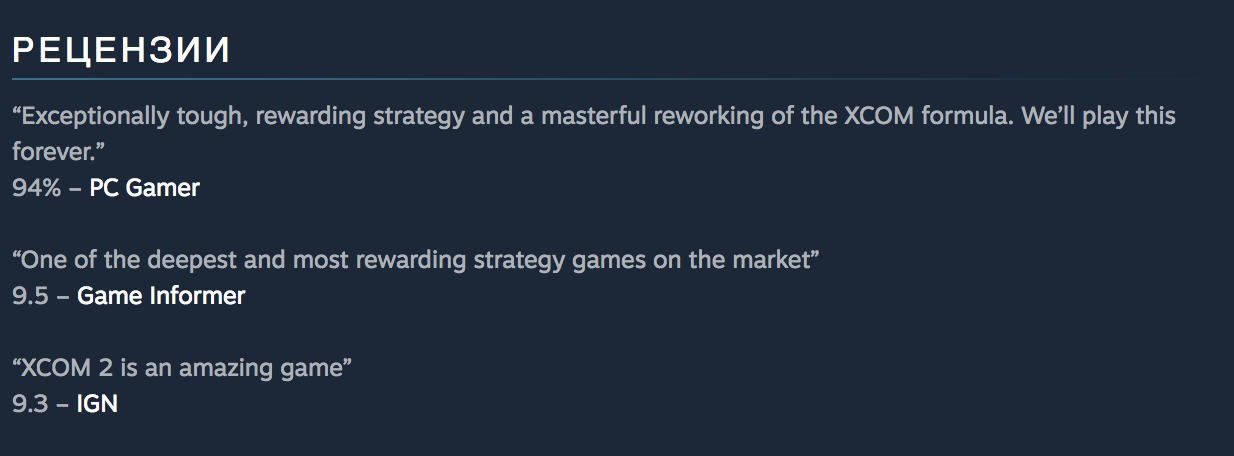 РЕЦЕНЗИИ
“Exceptionally tough, rewarding strategy and a masterful reworking of the XCOM formula. We’ll play this
forever.”
94% – PC Gamer
“One of the deepest and most rewarding strategy games on the market”
9.5 – Game Informer
“XCOM 2 is an amazing game”
9.3 – IGN